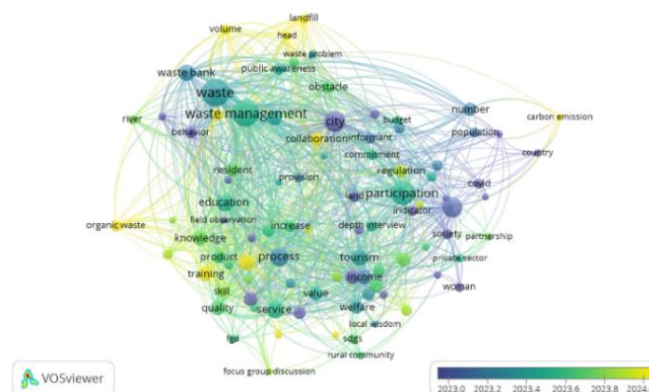 landfill
volume
head
waste problem
waste bank
public awareness
waste
obstacle
waste management
number
carbon emission
river
city
budget
behavior
collaboration
informant
population
commitment
country
resident
regulation
provision
covid
education
land
participation
indicator
organic waste
field observation
increase
depth interview
society
knowledge
partnership
product
process
tourism
private sector
training
income
skill
value
woman
quality
service
welfare
local wisdom
fgd
sdgs
rural community
focus group discussion
VOSviewer
2023.0 2023.2 2023.4 2023.6 2023.8